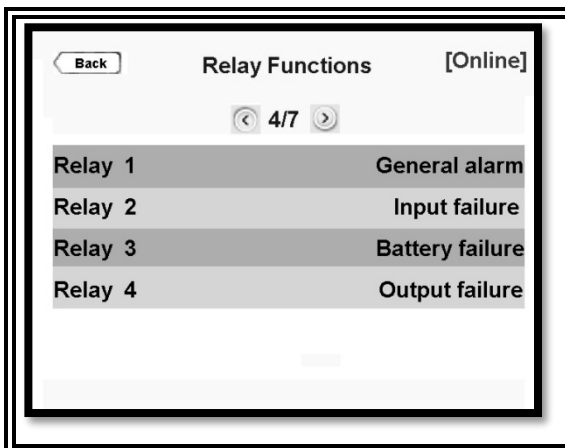 Back Relay Functions [Online]
4/7
Relay 1 General alarm
Relay 2 Input failure
Relay 3 Battery failure
Relay 4 Output failure